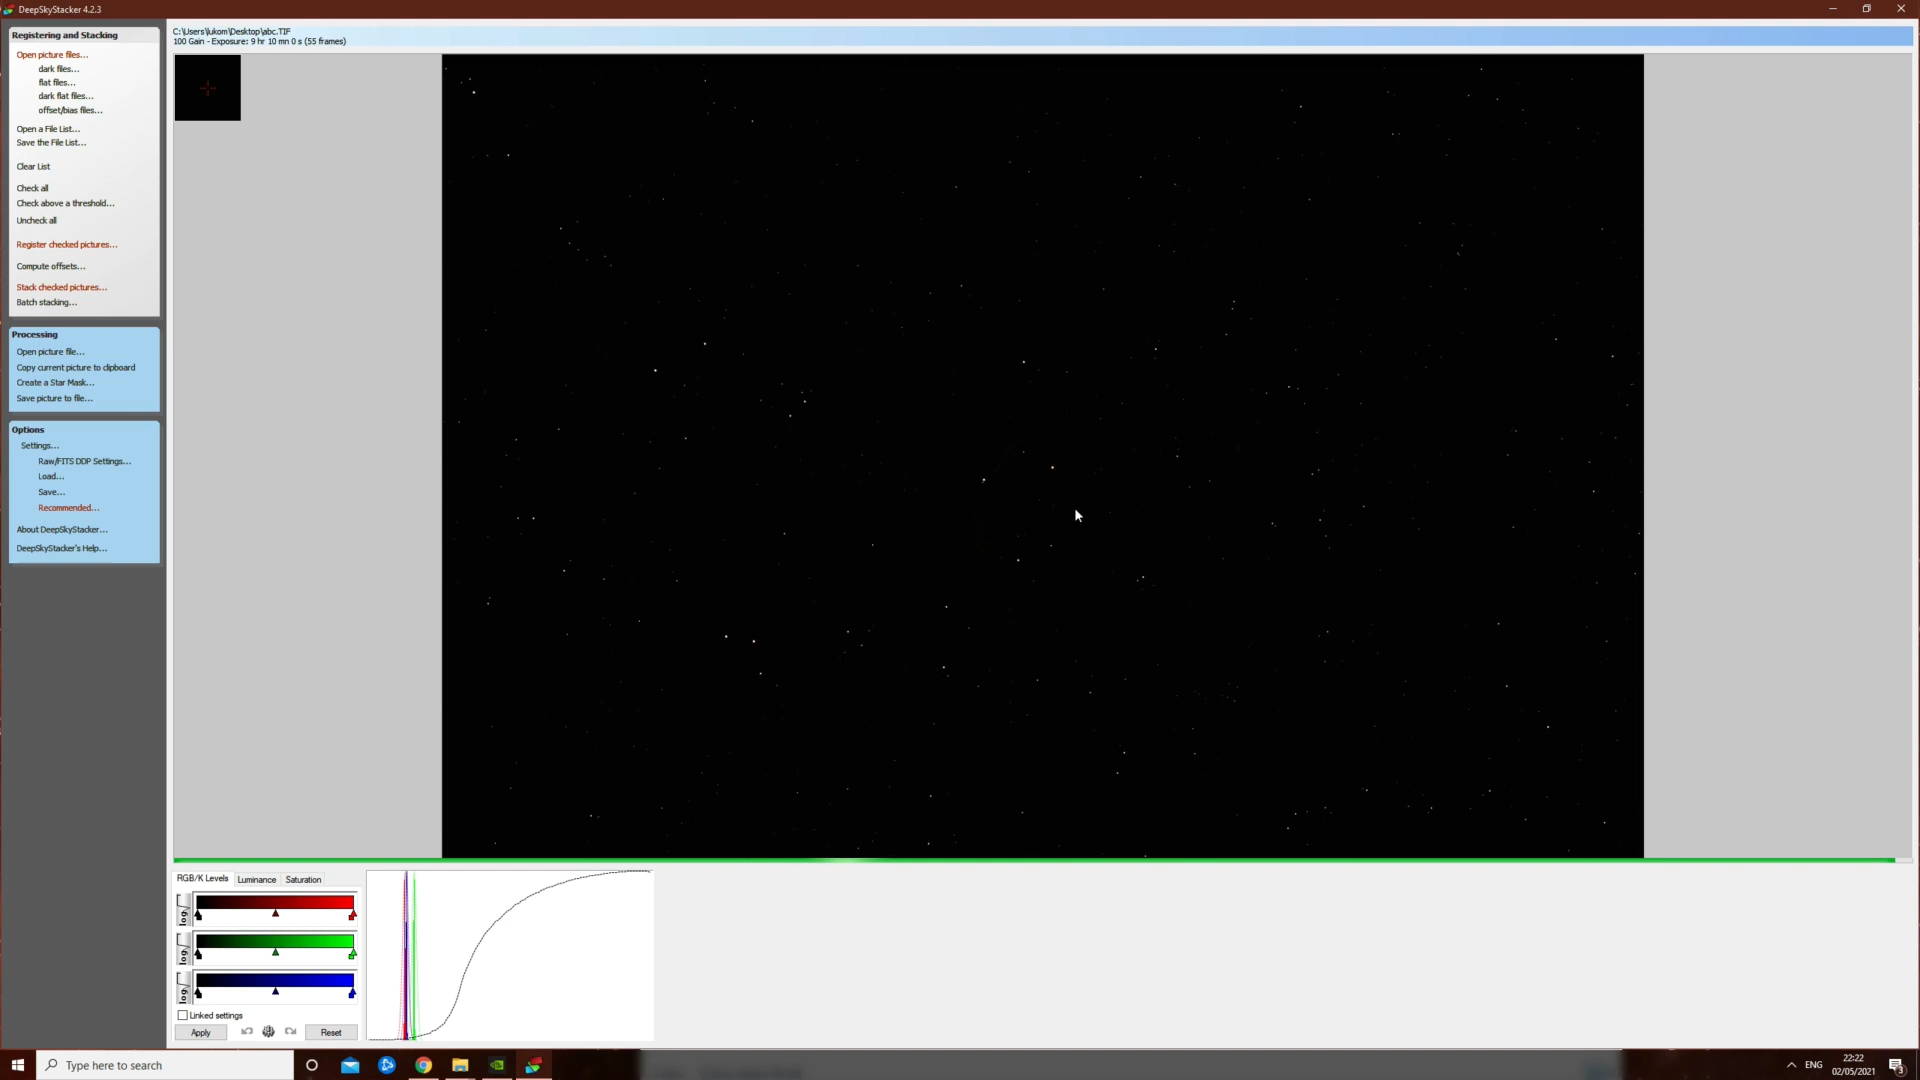 DeepSkyStacker 4.2.3
Registering and Stacking
Open picture files...
dark files...
flat files...
dark flat files...
offset/bias files...
Open a File List...
Save the File List...
Clear List
Check all
Check above a threshold...
Uncheck all
Register checked pictures...
Compute offsets...
Stack checked pictures...
Batch stacking...
Processing
Open picture file...
Copy current picture to clipboard
Create a Star Mask...
Save picture to file...
Options
Settings...
Raw/FITS DDP Settings...
Load...
Save...
Recommended...
About DeepSkyStacker...
DeepSkyStacker's Help...
C:\Users\lukom\Desktop\abc.TIF
100 Gain - Exposure: 9 hr 10 mn 0 s (55 frames)
RGB/K Levels Luminance Saturation
log
log
log
Linked settings
Apply Reset
Type here to search
ENG
22:22
02/05/2021
3